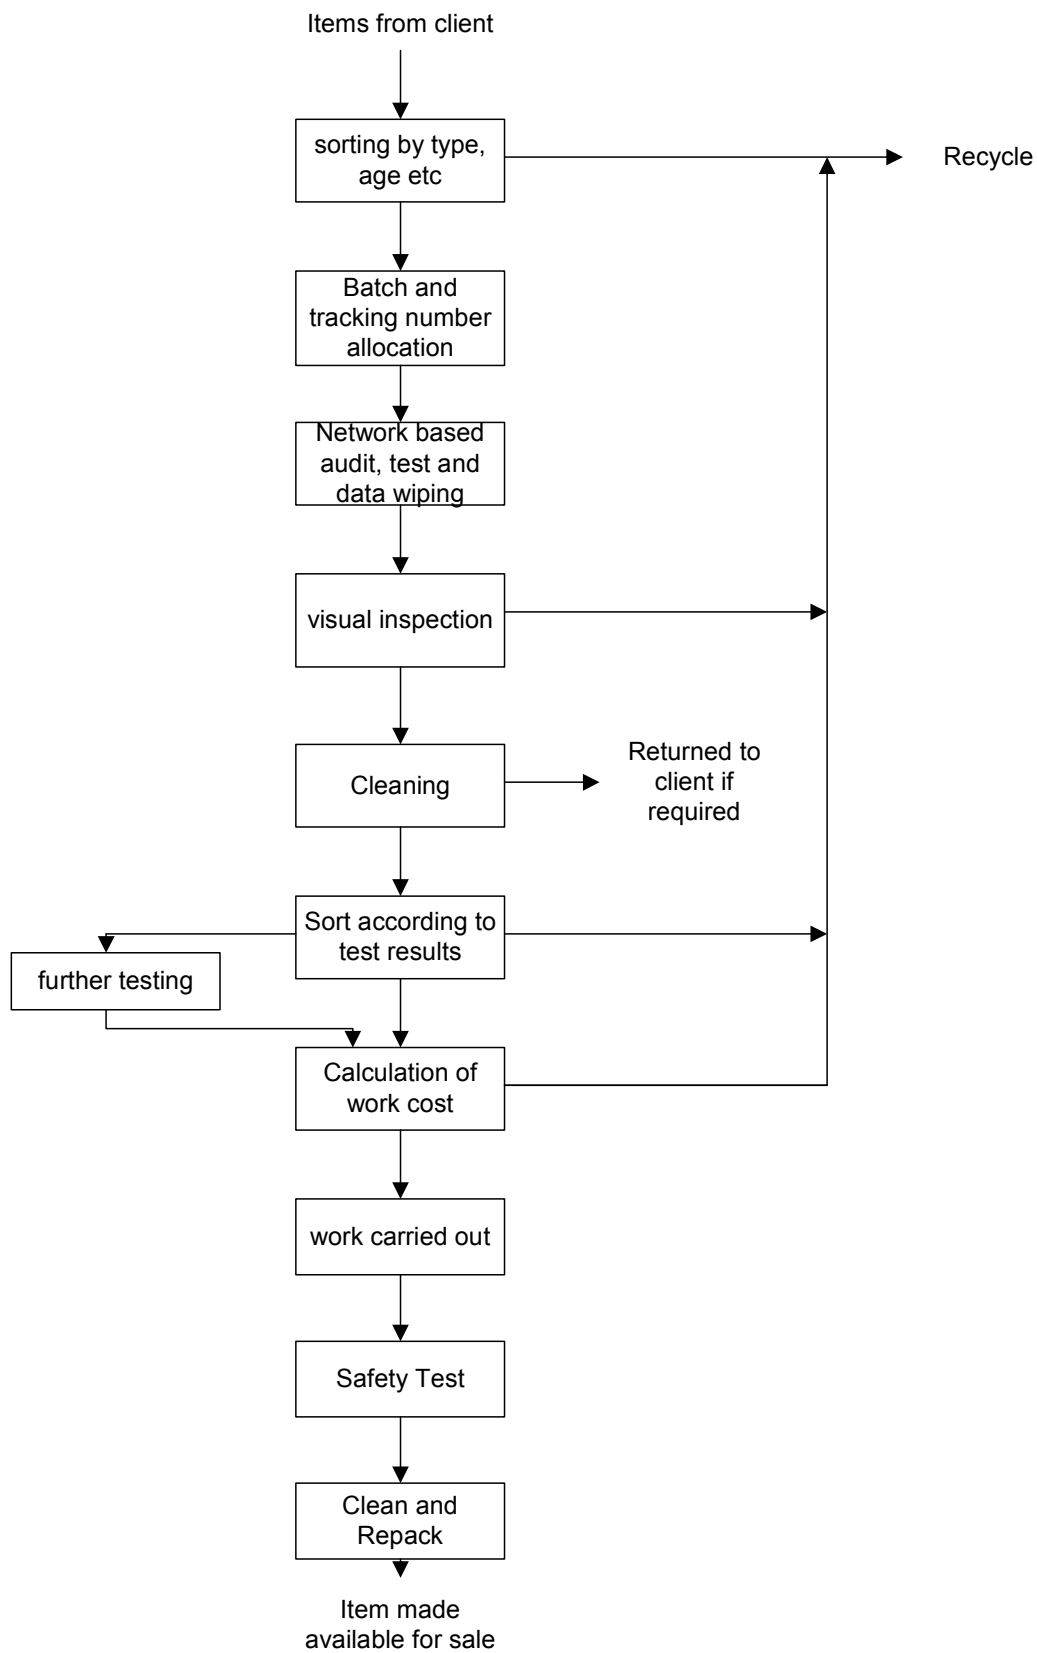 Items from client
sorting by type,
age etc
Recycle
Batch and
tracking number
allocation
Network based
audit, test and
data wiping
visual inspection
Cleaning
Returned to
client if
required
Sort according to
test results
further testing
Calculation of
work cost
work carried out
Safety Test
Clean and
Repack
Item made
available for sale